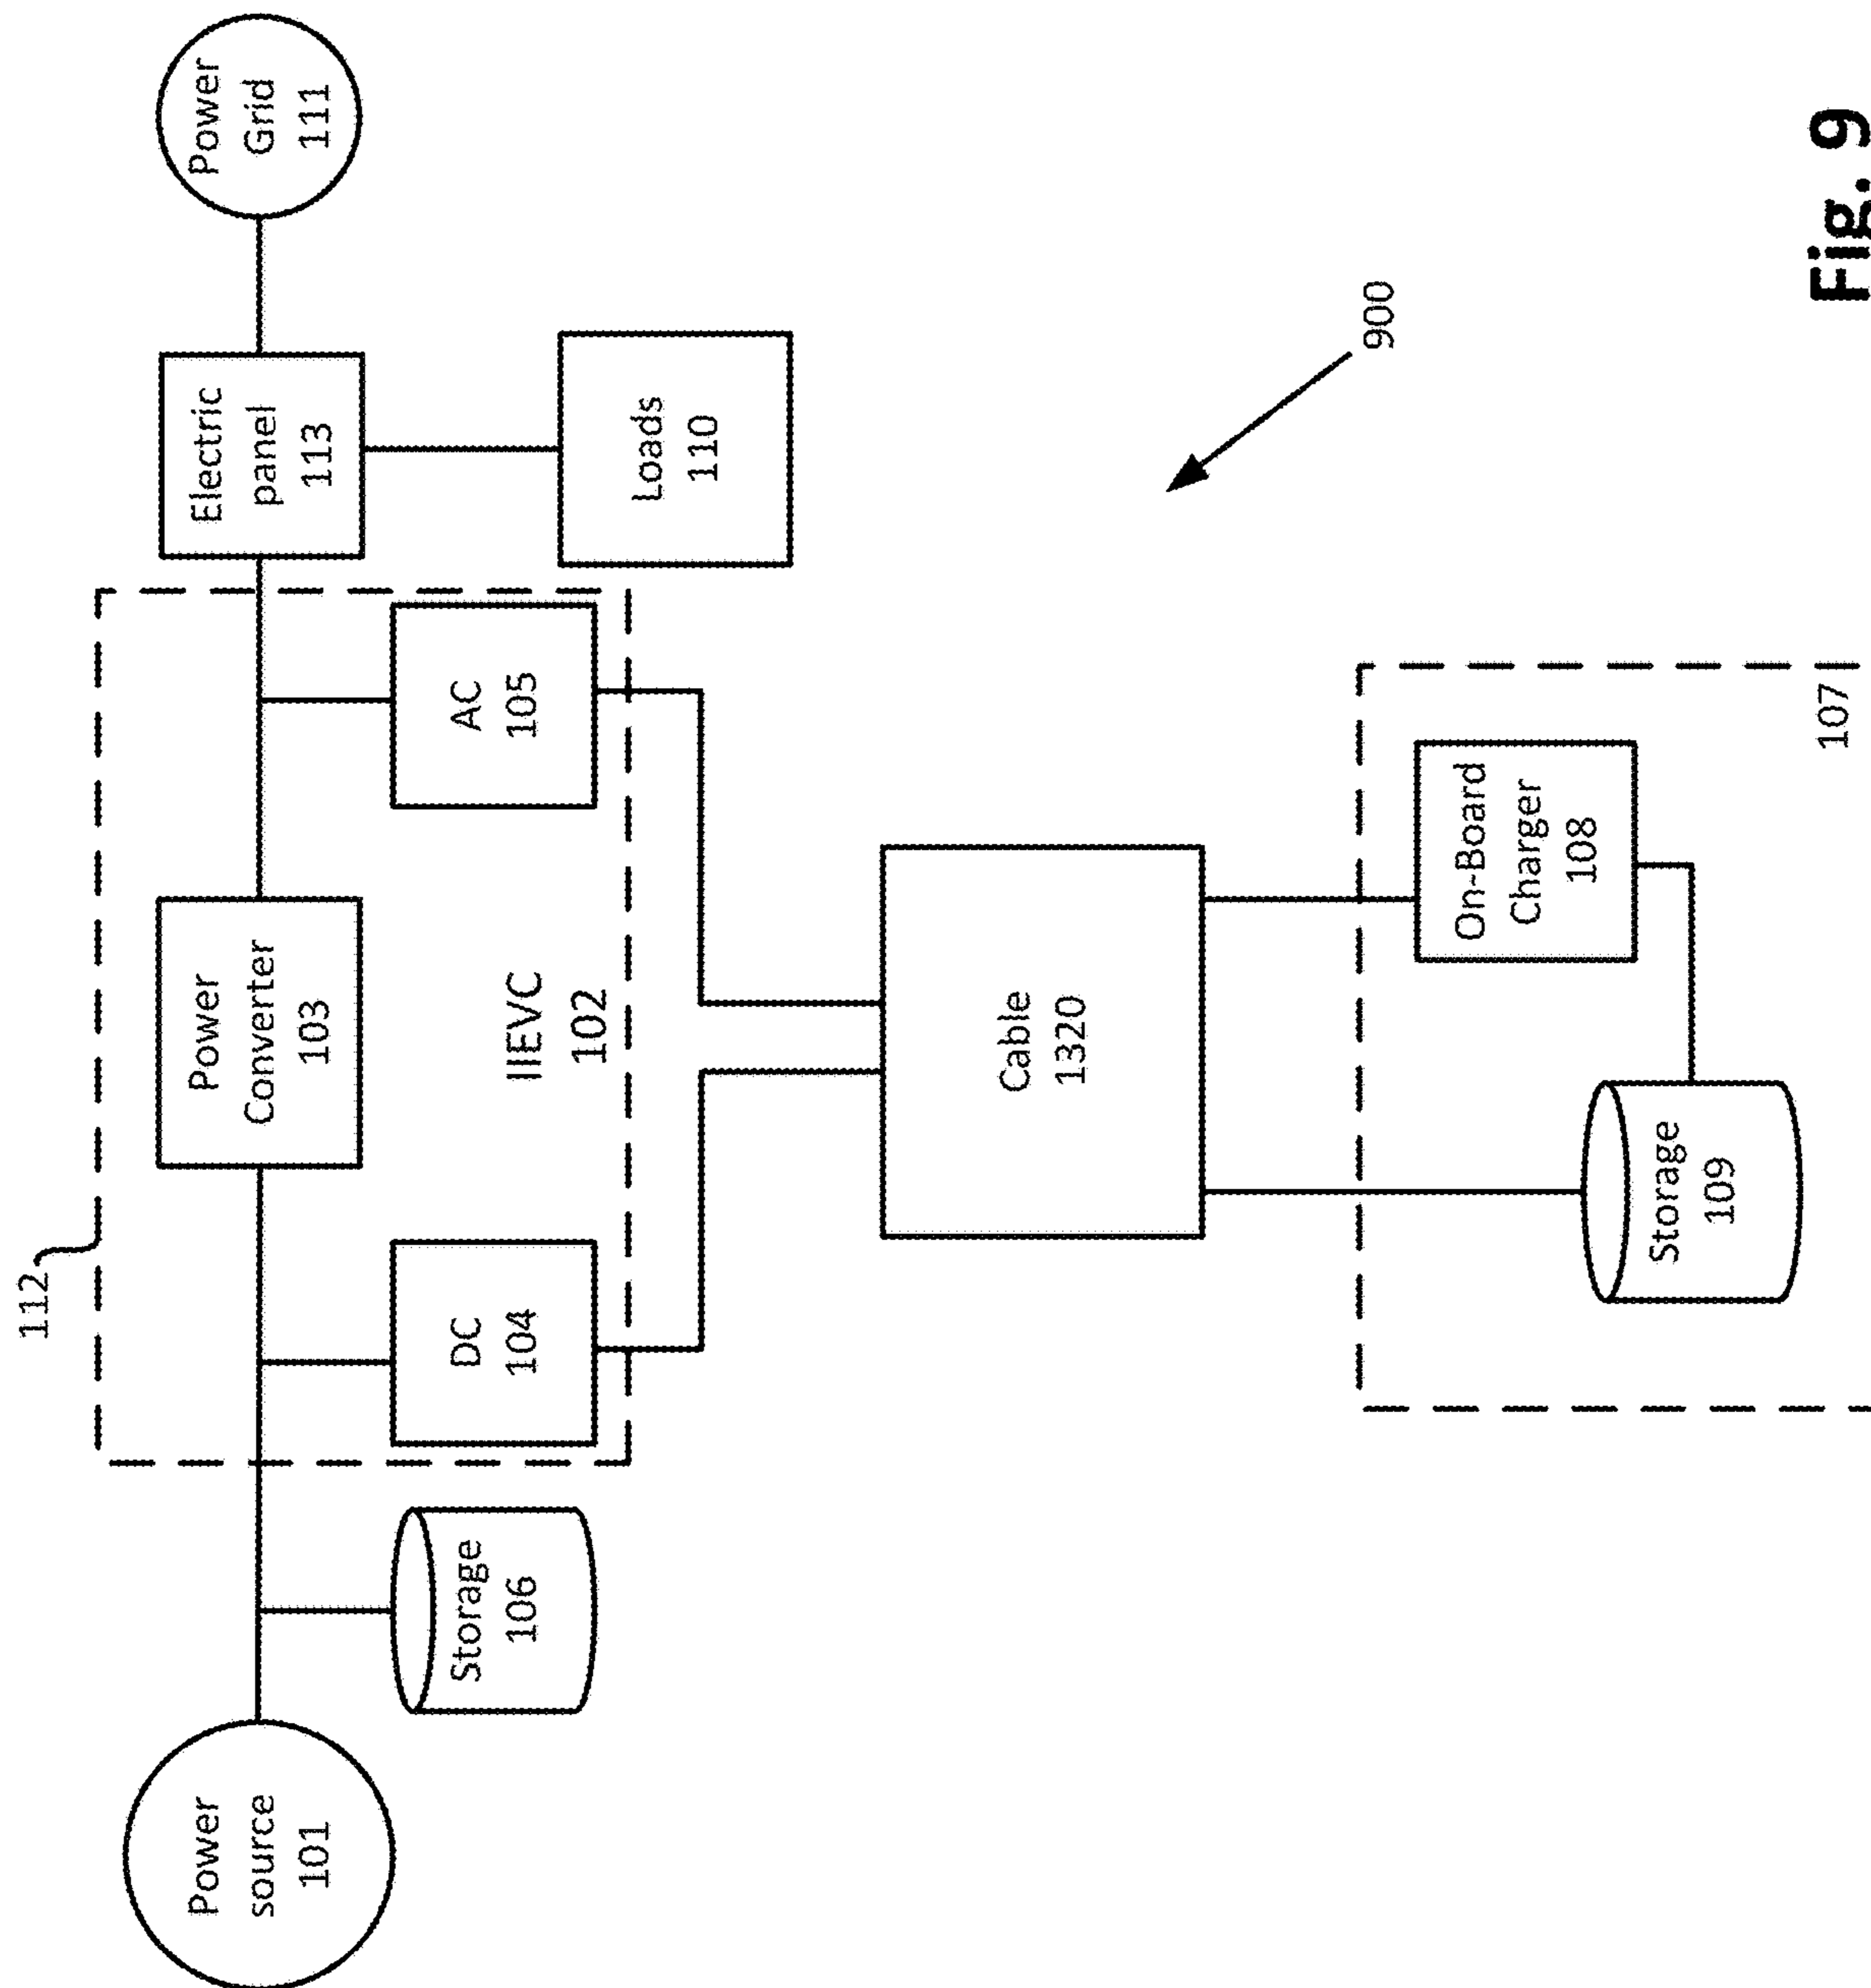 112
Power
source
101
Storage
106
DC
104
Power
Converter
103
IIEVC
102
AC
105
Electric
panel
113
Power
Grid
111
Loads
110
Cable
1320
900
Storage
109
On-Board
Charger
108
107
Fig. 9